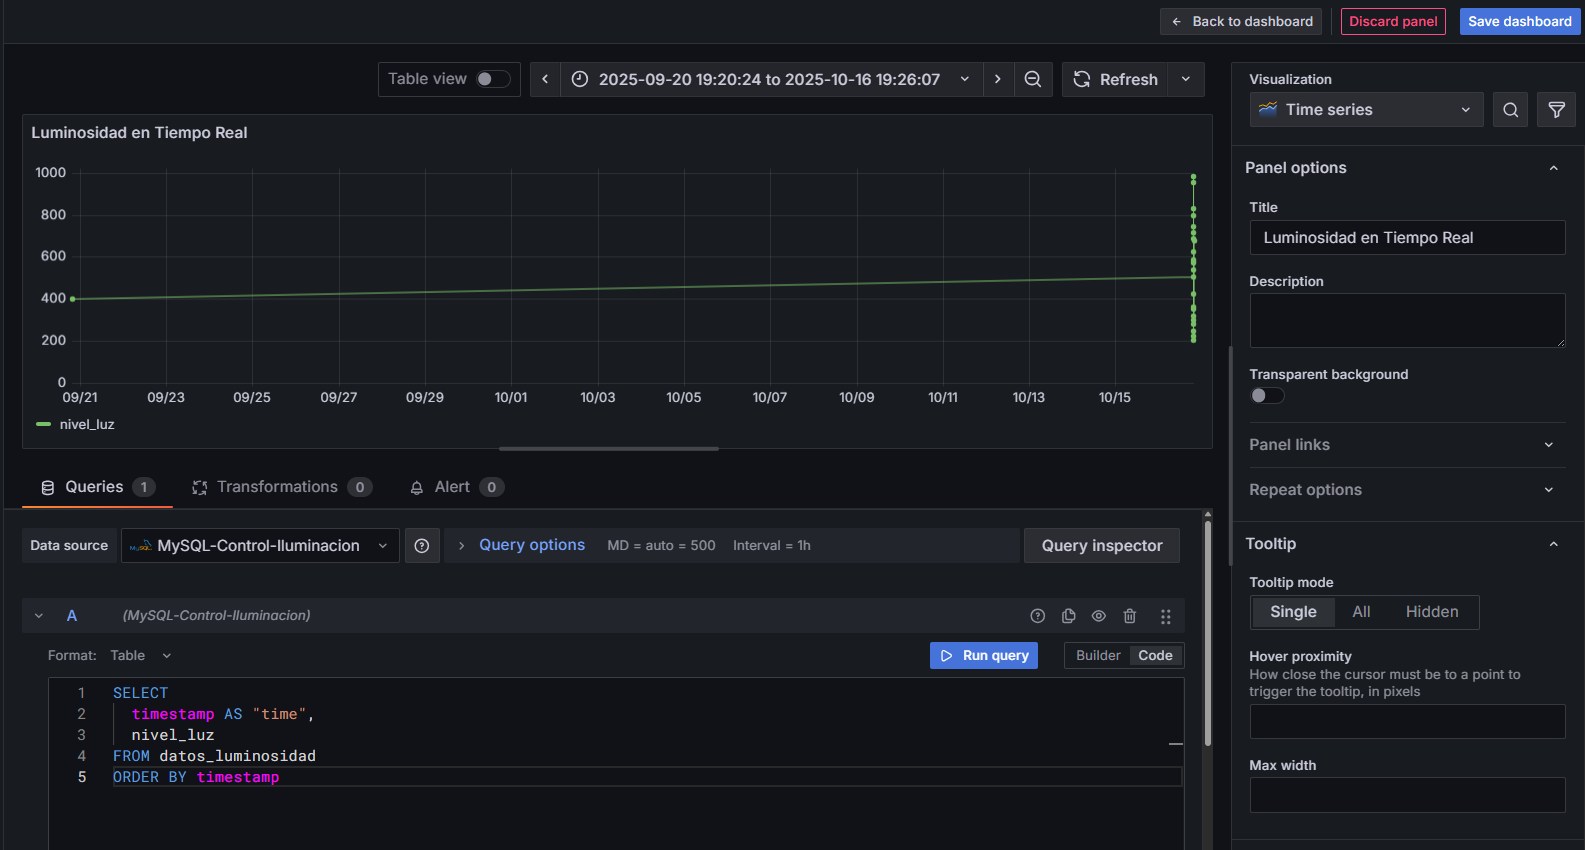 Back to dashboard
Discard panel
Save dashboard
Table view
2025-09-20 19:20:24 to 2025-10-16 19:26:07
Refresh
Luminosidad en Tiempo Real
1000
800
600
400
200
0
09/21 09/23 09/25 09/27 09/29 10/01 10/03 10/05 10/07 10/09 10/11 10/13 10/15
nivel_luz
Queries 1
Transformations 0
Alert 0
Data source
MySQL MySQL-Control-Iluminacion
Query options MD = auto = 500 Interval = 1h
Query inspector
A (MySQL-Control-Iluminacion)
Format: Table
Run query
Builder Code
1 SELECT
2 timestamp AS "time",
3 nivel_luz
4 FROM datos_luminosidad
5 ORDER BY timestamp
Visualization
Time series
Panel options
Title
Luminosidad en Tiempo Real
Description
Transparent background
Panel links
Repeat options
Tooltip
Tooltip mode
Single All Hidden
Hover proximity
How close the cursor must be to a point to
trigger the tooltip, in pixels
Max width